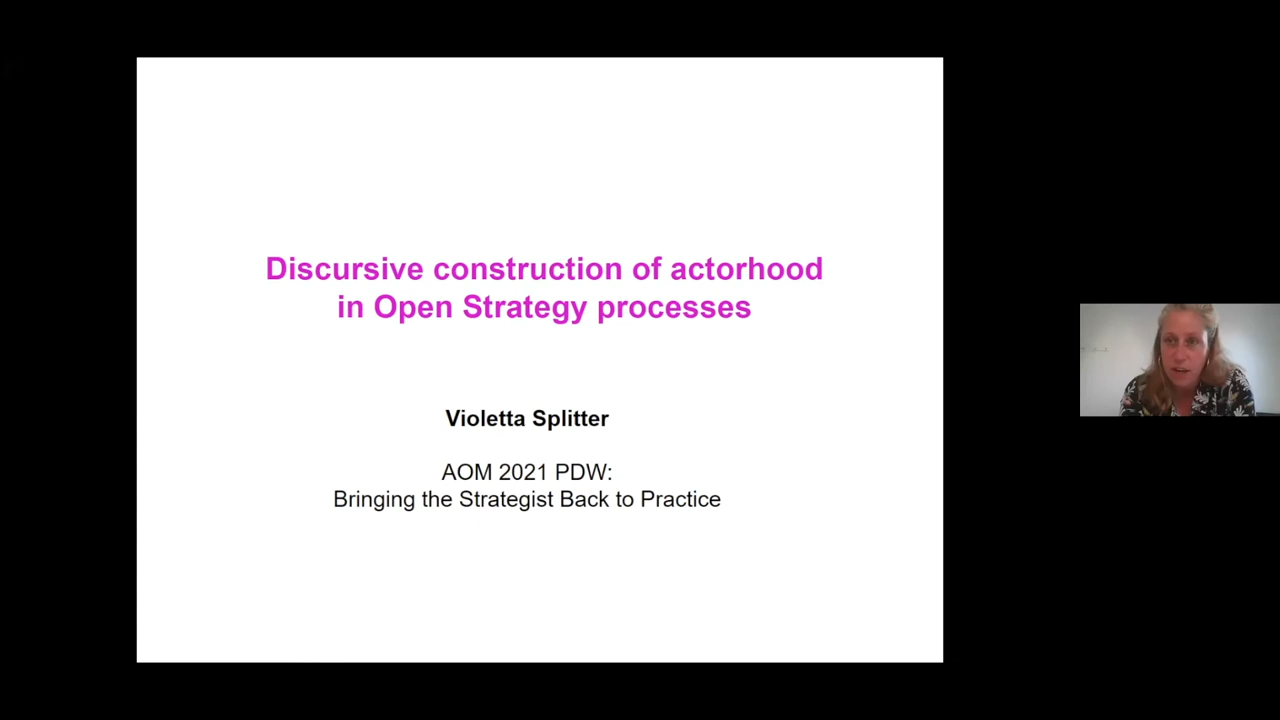 Discursive construction of actorhood
in Open Strategy processes
Violetta Splitter
AOM 2021 PDW:
Bringing the Strategist Back to Practice